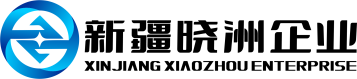 新疆晓洲企业
XINJIANG XIAOZHOU ENTERPRISE